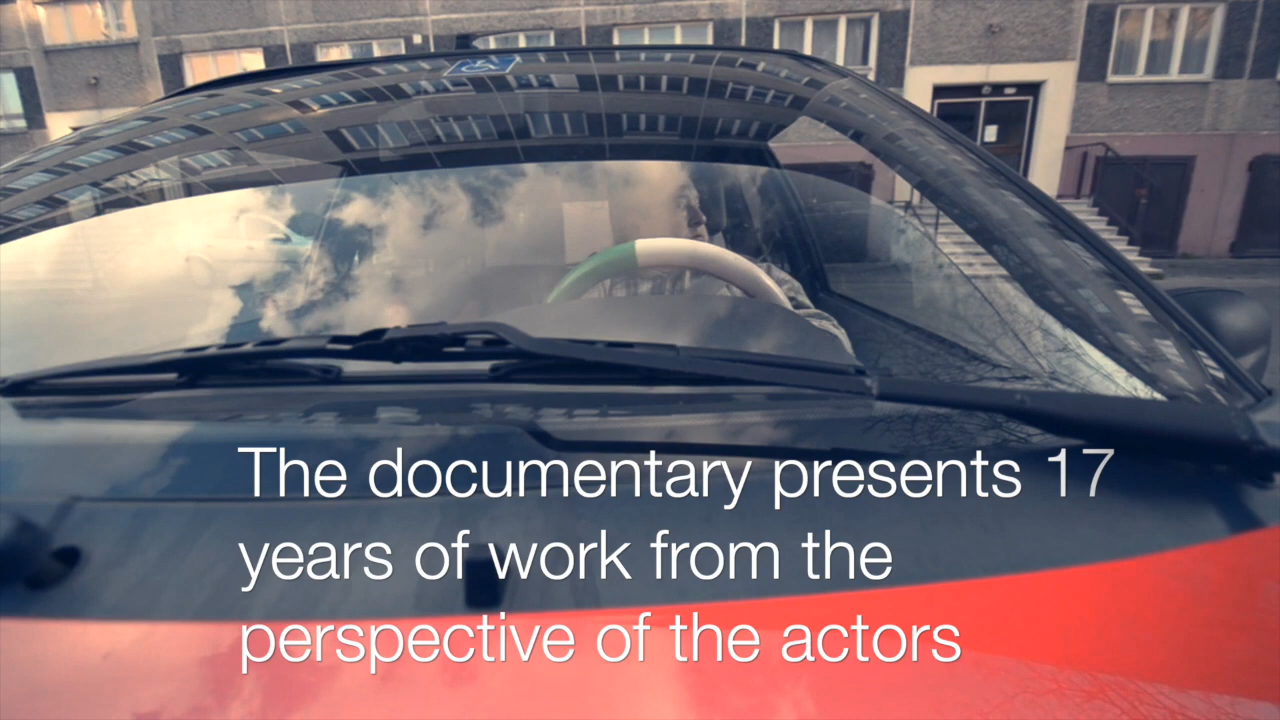 The documentary presents 17
years of work from the
perspective of the actors